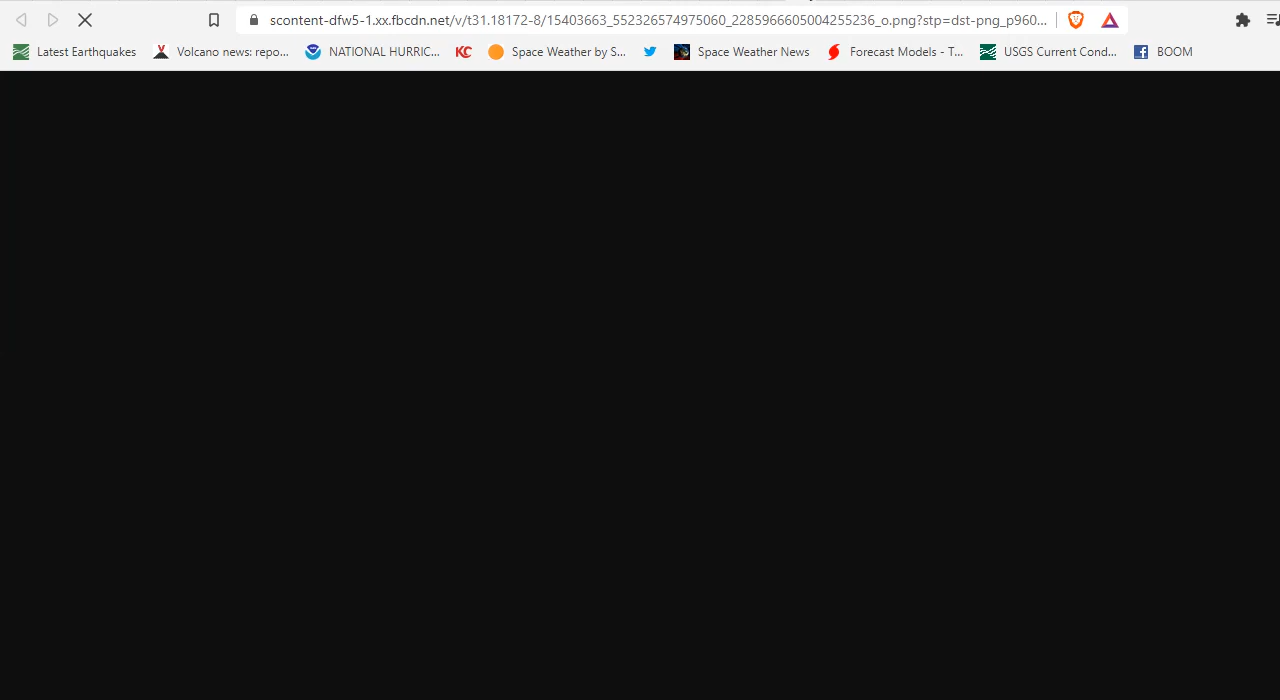 scontent-dfw5-1.xx.fbcdn.net/v/t31.18172-8/15403663_552326574975060_2285966605004255236_o.png?stp=dst-png_p960...
Latest Earthquakes Volcano news: repo... NATIONAL HURRIC... KC Space Weather by S... Space Weather News Forecast Models - T... USGS Current Cond... BOOM